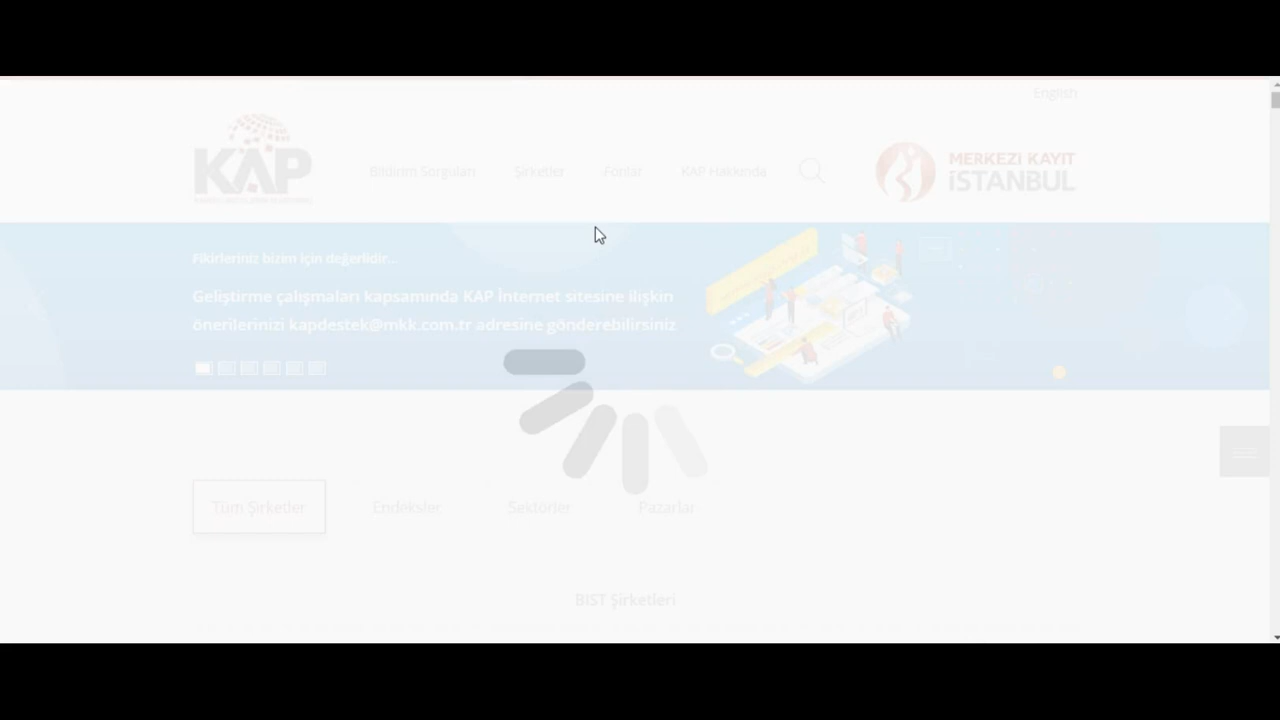 English
KAP
Bildirim Sorguları
Şirketler
Fonlar
KAP Hakkında
MERKEZİ KAYIT
İSTANBUL
Fikirleriniz bizim için değerlidir...
Geliştirme çalışmaları kapsamında KAP İnternet sitesine ilişkin
önerilerinizi kapdestek@mkk.com.tr adresine gönderebilirsiniz
Tüm Şirketler
Endeksler
Sektörler
Pazarlar
BIST Şirketleri